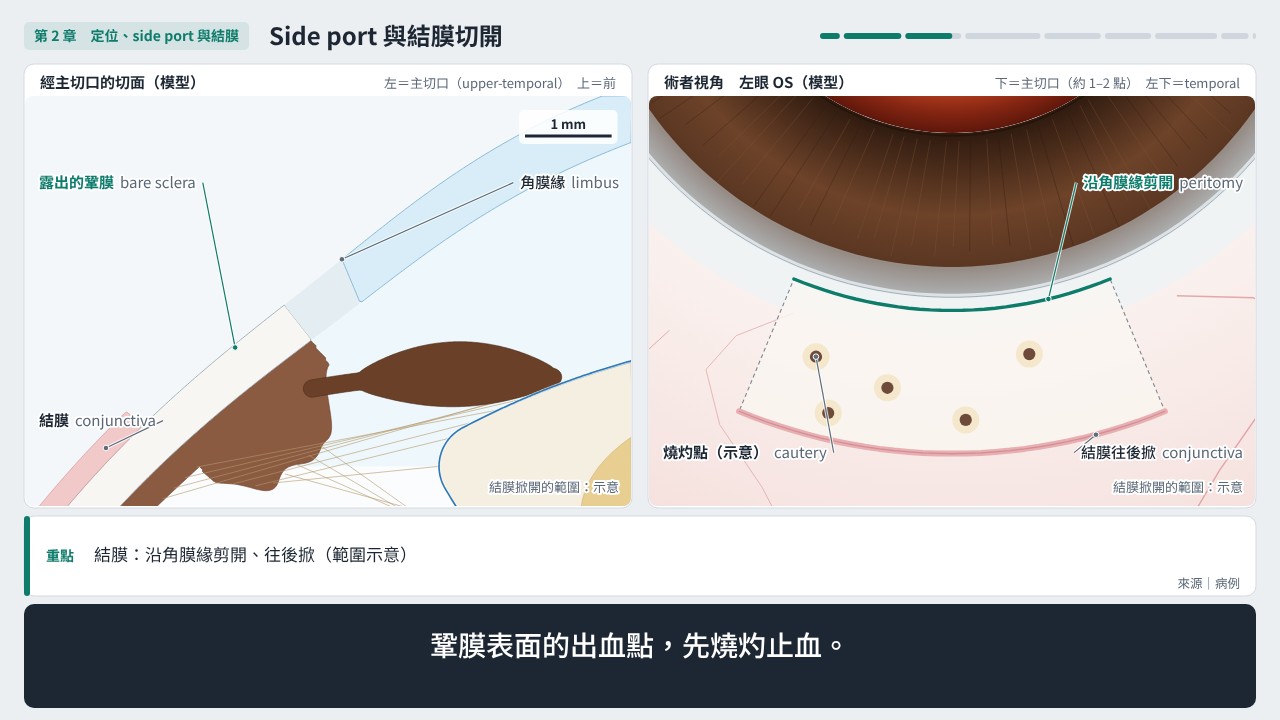 第 2 章　定位、side port 與結膜
Side port 與結膜切開
經主切口的切面（模型）
左＝主切口（upper-temporal）　上＝前
1 mm
露出的鞏膜 bare sclera
角膜緣 limbus
結膜 conjunctiva
結膜掀開的範圍：示意
術者視角　左眼 OS（模型）
下＝主切口（約 1–2 點）　左下＝temporal
沿角膜緣剪開 peritomy
燒灼點（示意） cautery
結膜往後掀 conjunctiva
結膜掀開的範圍：示意
重點　結膜：沿角膜緣剪開、往後掀（範圍示意）
來源｜病例
鞏膜表面的出血點，先燒灼止血。